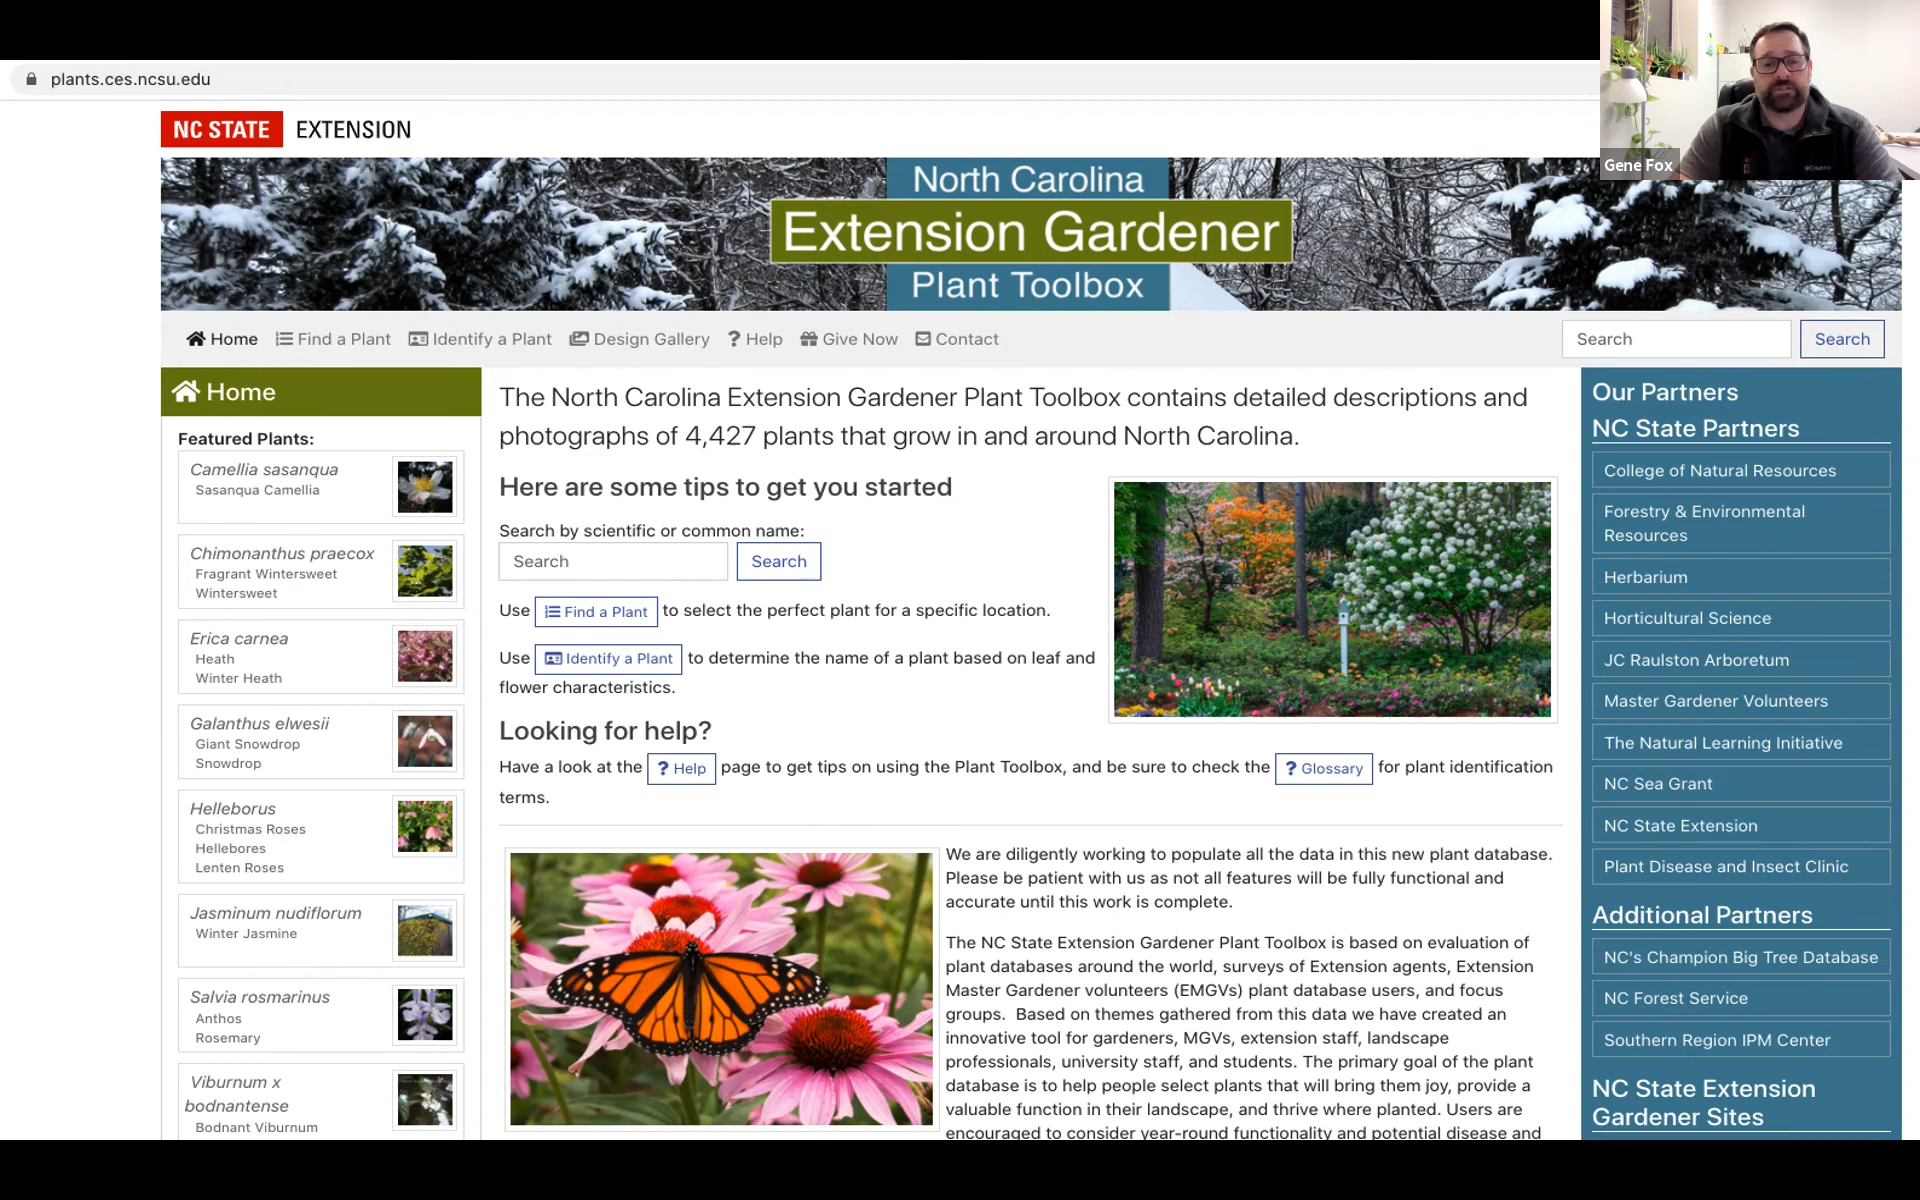 plants.ces.ncsu.edu
Gene Fox
NC STATE EXTENSION
North Carolina
Extension Gardener
Plant Toolbox
Home Find a Plant Identify a Plant Design Gallery Help Give Now Contact Search Search
Home
Featured Plants:
Camellia sasanqua
Sasanqua Camellia
Chimonanthus praecox
Fragrant Wintersweet
Wintersweet
Erica carnea
Heath
Winter Heath
Galanthus elwesii
Giant Snowdrop
Snowdrop
Helleborus
Christmas Roses
Hellebores
Lenten Roses
Jasminum nudiflorum
Winter Jasmine
Salvia rosmarinus
Anthos
Rosemary
Viburnum x
bodnantense
Bodnant Viburnum
The North Carolina Extension Gardener Plant Toolbox contains detailed descriptions and
photographs of 4,427 plants that grow in and around North Carolina.
Here are some tips to get you started
Search by scientific or common name:
Search Search
Use Find a Plant to select the perfect plant for a specific location.
Use Identify a Plant to determine the name of a plant based on leaf and
flower characteristics.
Looking for help?
Have a look at the ? Help page to get tips on using the Plant Toolbox, and be sure to check the ? Glossary for plant identification
terms.
We are diligently working to populate all the data in this new plant database.
Please be patient with us as not all features will be fully functional and
accurate until this work is complete.
The NC State Extension Gardener Plant Toolbox is based on evaluation of
plant databases around the world, surveys of Extension agents, Extension
Master Gardener volunteers (EMGVs) plant database users, and focus
groups. Based on themes gathered from this data we have created an
innovative tool for gardeners, MGVs, extension staff, landscape
professionals, university staff, and students. The primary goal of the plant
database is to help people select plants that will bring them joy, provide a
valuable function in their landscape, and thrive where planted. Users are
encouraged to consider year-round functionality and potential disease and
Our Partners
NC State Partners
College of Natural Resources
Forestry & Environmental
Resources
Herbarium
Horticultural Science
JC Raulston Arboretum
Master Gardener Volunteers
The Natural Learning Initiative
NC Sea Grant
NC State Extension
Plant Disease and Insect Clinic
Additional Partners
NC's Champion Big Tree Database
NC Forest Service
Southern Region IPM Center
NC State Extension
Gardener Sites